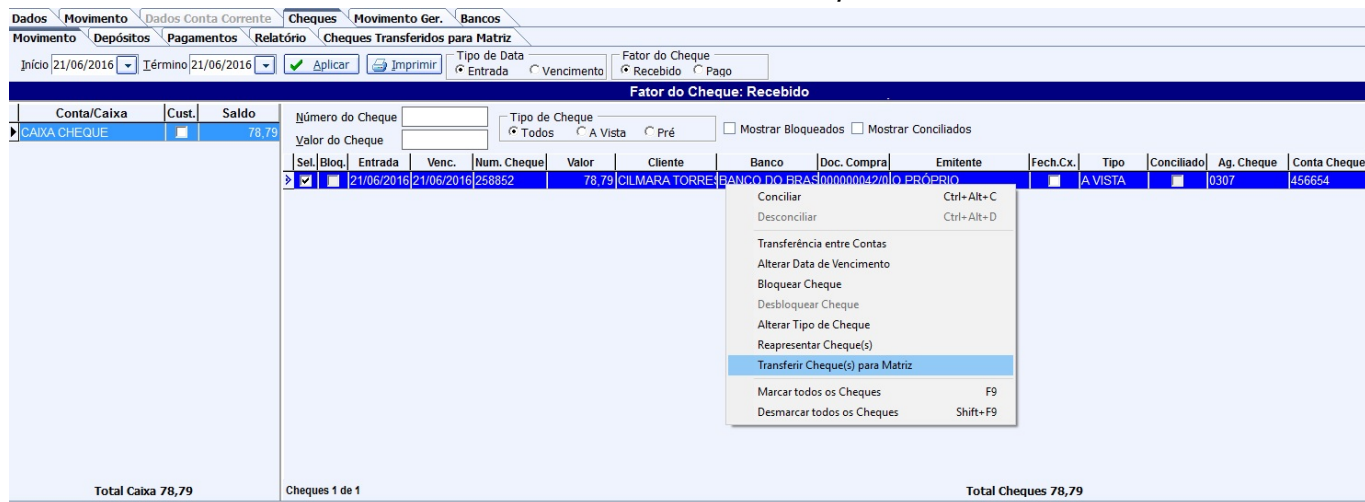 Dados Movimento Dados Conta Corrente Cheques Movimento Ger. Bancos
Movimento Depósitos Pagamentos Relatório Cheques Transferidos para Matriz
Início 21/06/2016 Término 21/06/2016 Aplicar Imprimir Tipo de Data Entrada Vencimento Fator do Cheque Recebido Pago
Fator do Cheque: Recebido
Conta/Caixa Cust. Saldo
CAIXA CHEQUE 78,79
Número do Cheque Tipo de Cheque
Valor do Cheque Todos A Vista Pré Mostrar Bloqueados Mostrar Conciliados
Sel. Bloq. Entrada Venc. Num. Cheque Valor Cliente Banco Doc. Compra Emitente Fech.Cx. Tipo Conciliado Ag. Cheque Conta Cheque
21/06/2016 21/06/2016 258852 78,79 CILMARA TORRES BANCO DO BRAS 000000042/0 O PRÓPRIO A VISTA 0307 456654
Conciliar Ctrl+Alt+C
Desconciliar Ctrl+Alt+D
Transferência entre Contas
Alterar Data de Vencimento
Bloquear Cheque
Desbloquear Cheque
Alterar Tipo de Cheque
Reapresentar Cheque(s)
Transferir Cheque(s) para Matriz
Marcar todos os Cheques F9
Desmarcar todos os Cheques Shift+F9
Total Caixa 78,79 Cheques 1 de 1 Total Cheques 78,79